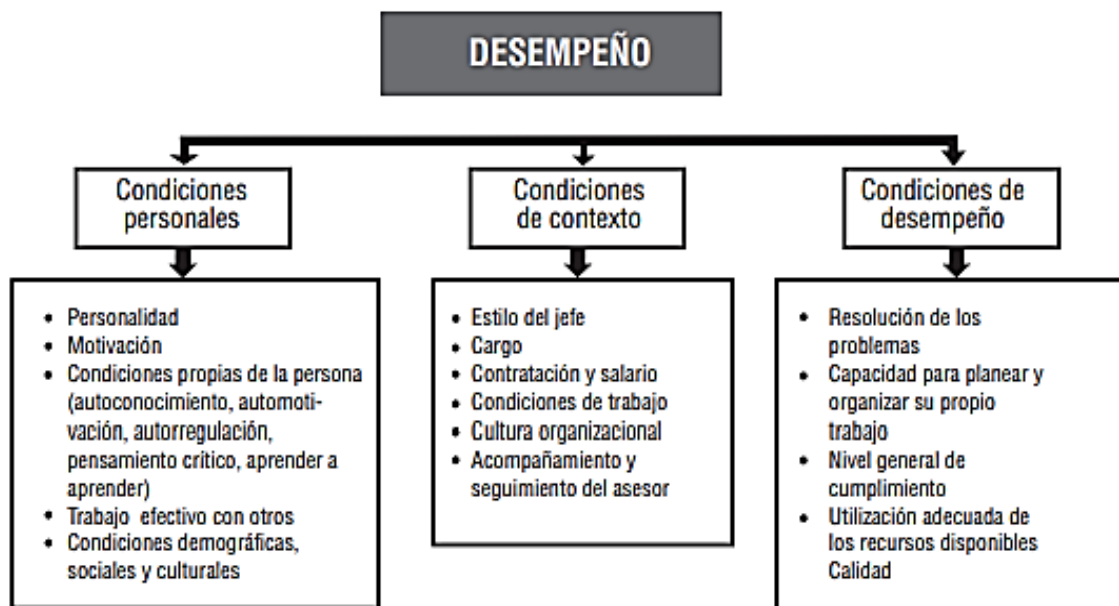 DESEMPEÑO
Condiciones
personales
• Personalidad
• Motivación
• Condiciones propias de la persona
(autoconocimiento, automoti-
vación, autorregulación,
pensamiento crítico, aprender a
aprender)
• Trabajo efectivo con otros
• Condiciones demográficas,
sociales y culturales
Condiciones
de contexto
• Estilo del jefe
• Cargo
• Contratación y salario
• Condiciones de trabajo
• Cultura organizacional
• Acompañamiento y
seguimiento del asesor
Condiciones de
desempeño
• Resolución de los
problemas
• Capacidad para planear y
organizar su propio
trabajo
• Nivel general de
cumplimiento
• Utilización adecuada de
los recursos disponibles
Calidad